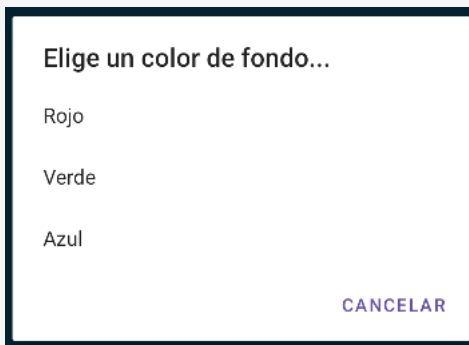 Elige un color de fondo...
Rojo
Verde
Azul
CANCELAR